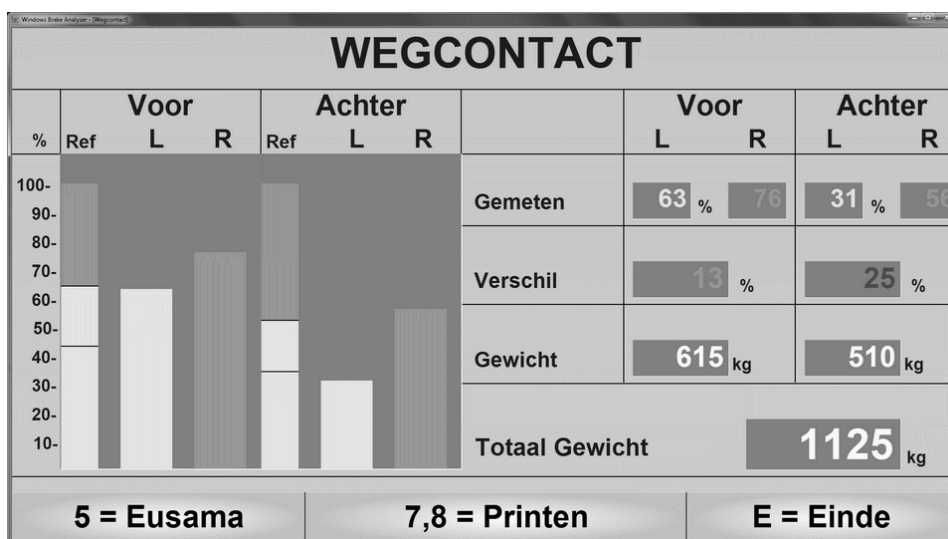 Windows Brake Analyser - [Wegcontact]
WEGCONTACT
Voor Achter Voor Achter
% Ref L R Ref L R L R L R
100-
90-
80-
70-
60-
50-
40-
30-
20-
10-
Gemeten 63 % 76 31 % 56
Verschil 13 % 25 %
Gewicht 615 kg 510 kg
Totaal Gewicht 1125 kg
5 = Eusama 7,8 = Printen E = Einde